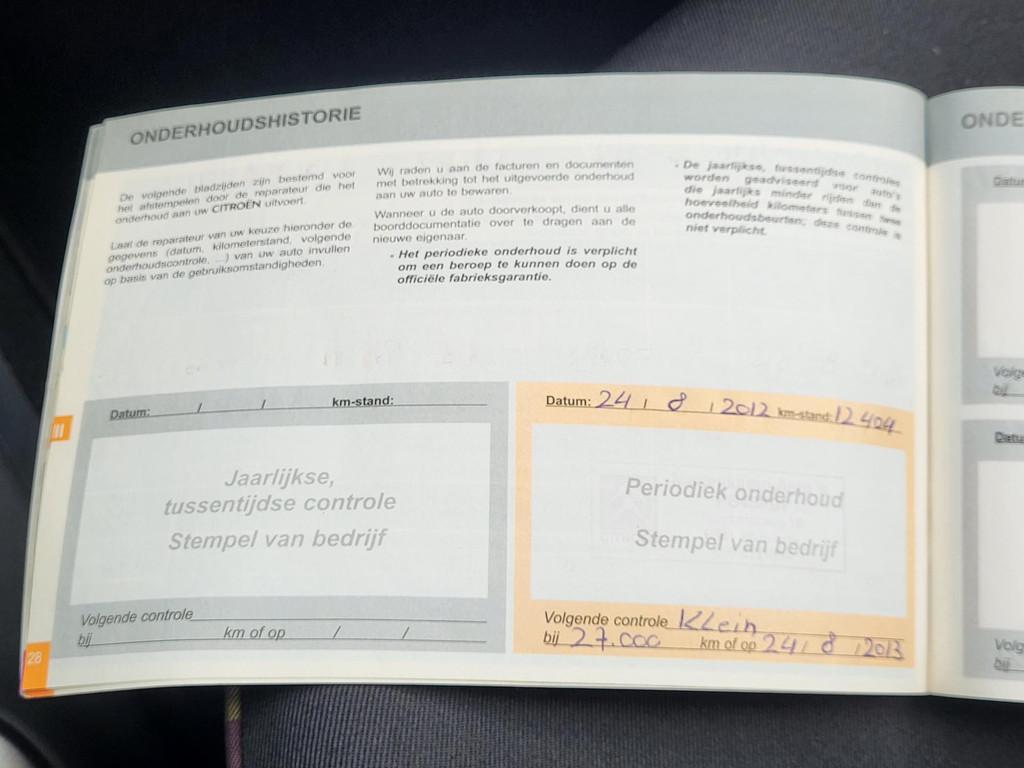 ONDERHOUDSHISTORIE
De volgende bladzijden zijn bestemd voor
het afstempelen door de reparateur die het
onderhoud aan uw CITROËN uitvoert.
Laat de reparateur van uw keuze hieronder de
gegevens (datum, kilometerstand, volgende
onderhoudscontrole, ...) van uw auto invullen
op basis van de gebruiksomstandigheden.
Wij raden u aan de facturen en documenten
met betrekking tot het uitgevoerde onderhoud
aan uw auto te bewaren.
Wanneer u de auto doorverkoopt, dient u alle
boorddocumentatie over te dragen aan de
nieuwe eigenaar.
- Het periodieke onderhoud is verplicht
om een beroep te kunnen doen op de
officiële fabrieksgarantie.
- De jaarlijkse, tussentijdse controles
worden geadviseerd voor auto's
die jaarlijks minder rijden dan de
hoeveelheid kilometers tussen twee
onderhoudsbeurten; deze controle is
niet verplicht.
Datum: / / km-stand:
Jaarlijkse,
tussentijdse controle
Stempel van bedrijf
Volgende controle
bij km of op / /
Datum: 24 / 8 / 2012 km-stand: 12 404
Periodiek onderhoud
Stempel van bedrijf
Volgende controle Klein
bij 27.000 km of op 24 / 8 / 2013
28
III
ONDE
Datu
Volg
bij
Datu
Volg
bij